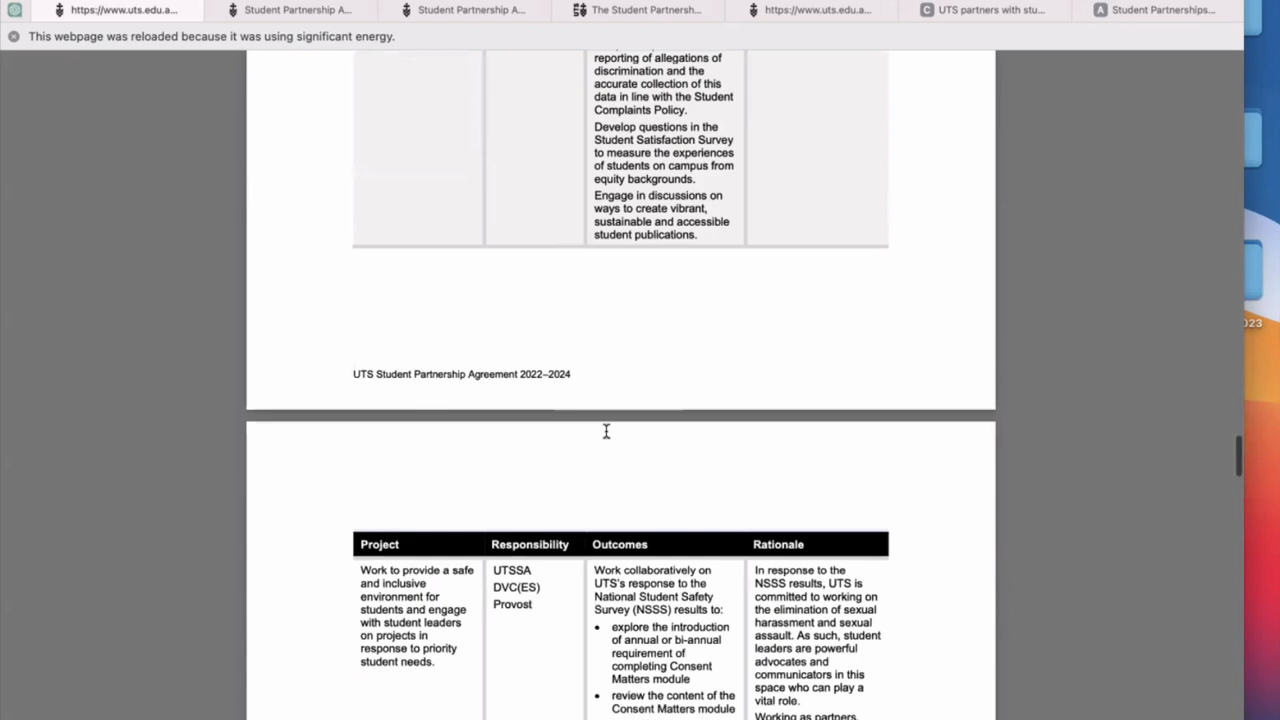 https://www.uts.edu.a...
Student Partnership A...
Student Partnership A...
The Student Partnersh...
https://www.uts.edu.a...
C UTS partners with stu...
A Student Partnerships...
This webpage was reloaded because it was using significant energy.
reporting of allegations of
discrimination and the
accurate collection of this
data in line with the Student
Complaints Policy.
Develop questions in the
Student Satisfaction Survey
to measure the experiences
of students on campus from
equity backgrounds.
Engage in discussions on
ways to create vibrant,
sustainable and accessible
student publications.
023
UTS Student Partnership Agreement 2022–2024
Project
Responsibility
Outcomes
Rationale
Work to provide a safe
and inclusive
environment for
students and engage
with student leaders
on projects in
response to priority
student needs.
UTSSA
DVC(ES)
Provost
Work collaboratively on
UTS's response to the
National Student Safety
Survey (NSSS) results to:
• explore the introduction
of annual or bi-annual
requirement of
completing Consent
Matters module
• review the content of the
Consent Matters module
In response to the
NSSS results, UTS is
committed to working on
the elimination of sexual
harassment and sexual
assault. As such, student
leaders are powerful
advocates and
communicators in this
space who can play a
vital role.
Working as partners,